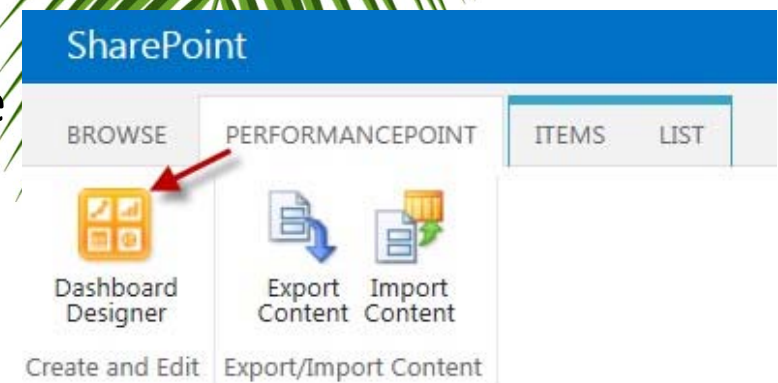 SharePoint
e
BROWSE PERFORMANCEPOINT ITEMS LIST
Dashboard Designer
Export Content
Import Content
Create and Edit
Export/Import Content